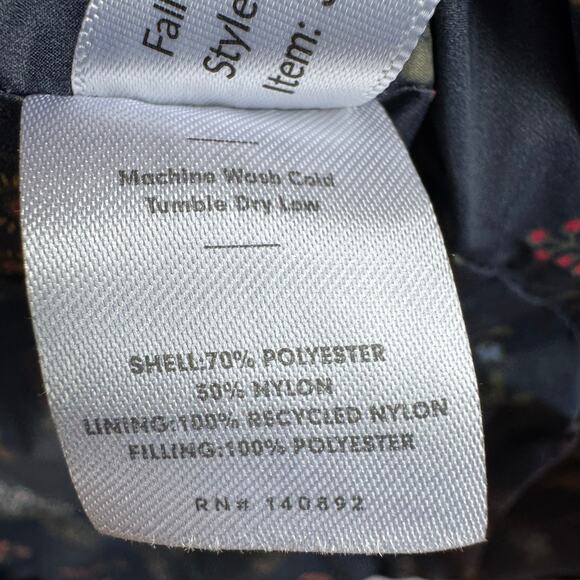 Fall
Style
Item:
Machine Wash Cold
Tumble Dry Low
SHELL:70% POLYESTER
30% NYLON
LINING:100% RECYCLED NYLON
FILLING:100% POLYESTER
RN# 140892